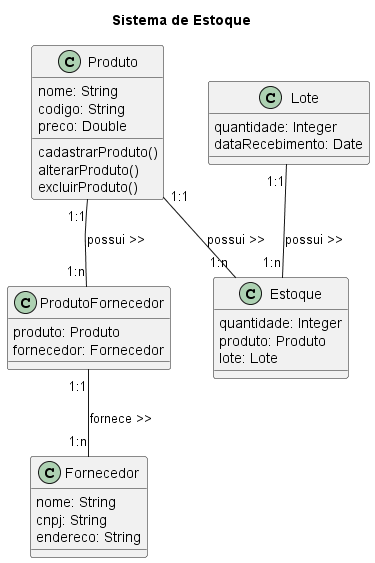 Sistema de Estoque
C Produto
nome: String
codigo: String
preco: Double
cadastrarProduto()
alterarProduto()
excluirProduto()
C Lote
quantidade: Integer
dataRecebimento: Date
1:1
possui >>
1:n
1:1
possui >>
1:n
1:1
possui >>
1:n
C ProdutoFornecedor
produto: Produto
fornecedor: Fornecedor
C Estoque
quantidade: Integer
produto: Produto
lote: Lote
1:1
fornece >>
1:n
C Fornecedor
nome: String
cnpj: String
endereco: String